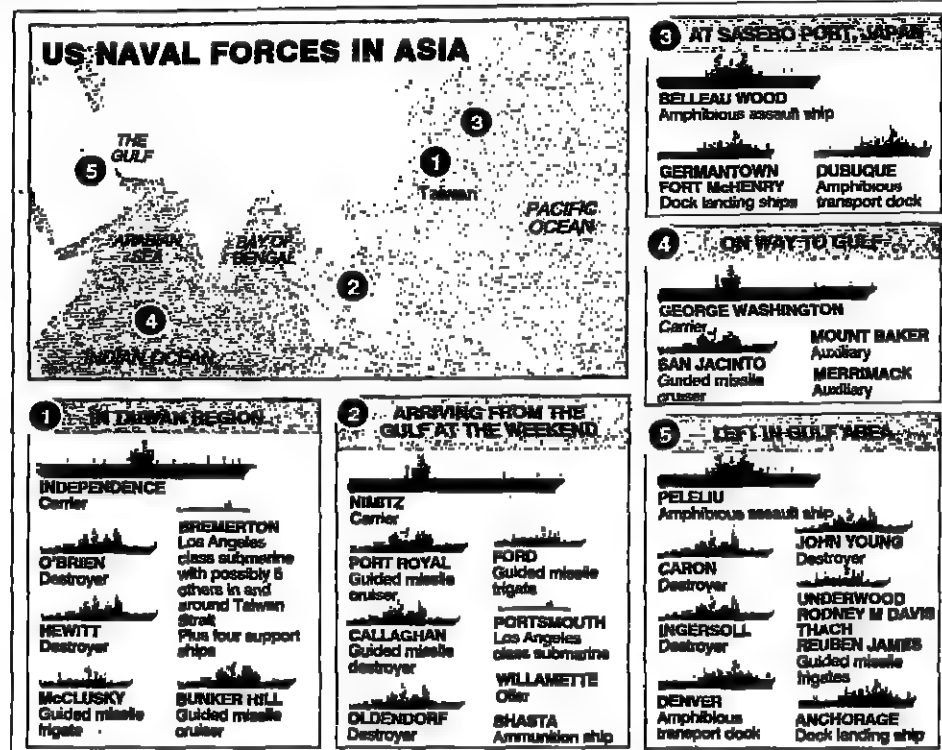 US NAVAL FORCES IN ASIA
THE
GULF
5
3
1
Taiwan
PACIFIC
OCEAN
ARABIAN
SEA
BAY OF
BENGAL
2
4
INDIAN OCEAN
1 IN TAIWAN REGION
INDEPENDENCE
Carrier
O'BRIEN
Destroyer
HEWITT
Destroyer
McCLUSKY
Guided missile
frigate
BREMERTON
Los Angeles
class submarine
with possibly 5
others in and
around Taiwan
Strait
Plus four support
ships
BUNKER HILL
Guided missile
cruiser
2 ARRIVING FROM THE
GULF AT THE WEEKEND
NIMITZ
Carrier
PORT ROYAL
Guided missile
cruiser
CALLAGHAN
Guided missile
destroyer
OLDENDORF
Destroyer
FORD
Guided missile
frigate
PORTSMOUTH
Los Angeles
class submarine
WILLAMETTE
Oiler
SHASTA
Ammunition ship
3 AT SASEBO PORT, JAPAN
BELLEAU WOOD
Amphibious assault ship
GERMANTOWN
FORT McHENRY
Dock landing ships
DUBUQUE
Amphibious
transport dock
4 ON WAY TO GULF
GEORGE WASHINGTON
Carrier
SAN JACINTO
Guided missile
cruiser
MOUNT BAKER
Auxiliary
MERRIMACK
Auxiliary
5 LEFT IN GULF AREA
PELELIU
Amphibious assault ship
CARON
Destroyer
INGERSOLL
Destroyer
DENVER
Amphibious
transport dock
JOHN YOUNG
Destroyer
UNDERWOOD
RODNEY M DAVIS
THACH
REUBEN JAMES
Guided missile
frigates
ANCHORAGE
Dock landing ship